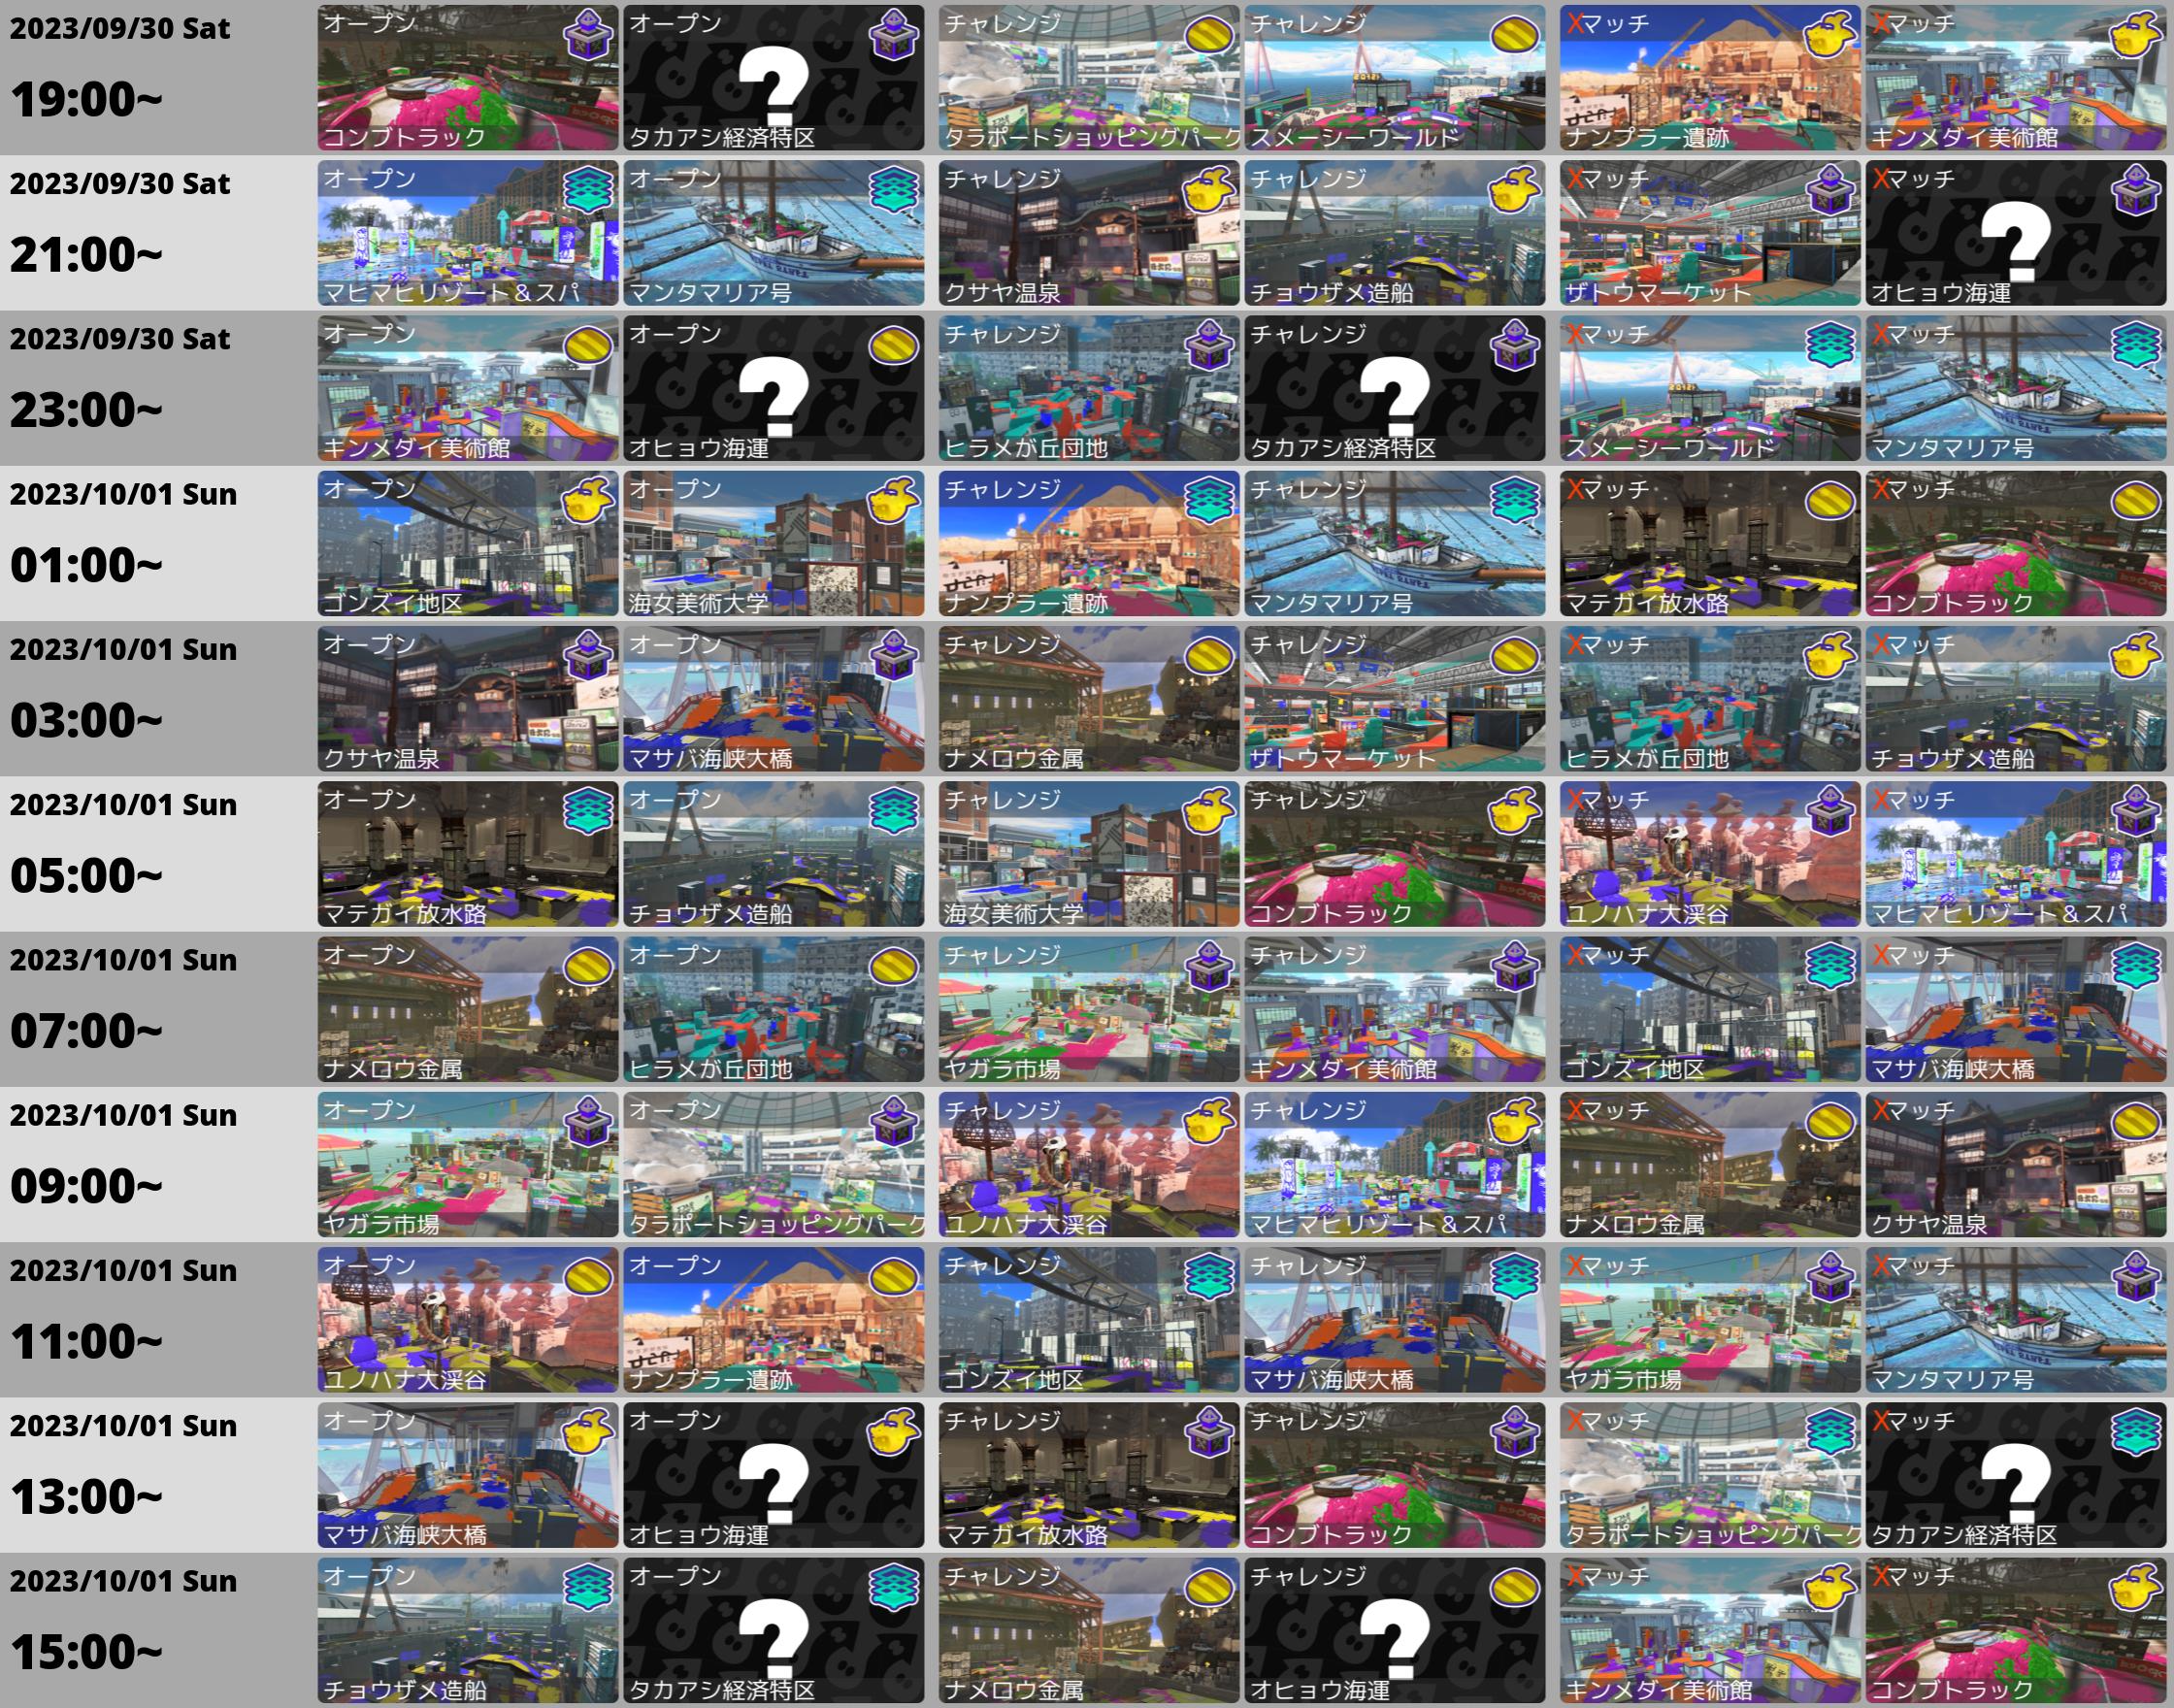 2023/09/30 Sat
19:00~
オープン
コンブトラック
オープン
タカアシ経済特区
チャレンジ
タラポートショッピングパーク
チャレンジ
スメーシーワールド
Xマッチ
ナンプラー遺跡
Xマッチ
キンメダイ美術館
2023/09/30 Sat
21:00~
オープン
マヒマヒリゾート&スパ
オープン
マンタマリア号
チャレンジ
クサヤ温泉
チャレンジ
チョウザメ造船
Xマッチ
ザトウマーケット
Xマッチ
オヒョウ海運
2023/09/30 Sat
23:00~
オープン
キンメダイ美術館
オープン
オヒョウ海運
チャレンジ
ヒラメが丘団地
チャレンジ
タカアシ経済特区
Xマッチ
スメーシーワールド
Xマッチ
マンタマリア号
2023/10/01 Sun
01:00~
オープン
ゴンズイ地区
オープン
海女美術大学
チャレンジ
ナンプラー遺跡
チャレンジ
マンタマリア号
Xマッチ
マテガイ放水路
Xマッチ
コンブトラック
2023/10/01 Sun
03:00~
オープン
クサヤ温泉
オープン
マサバ海峡大橋
チャレンジ
ナメロウ金属
チャレンジ
ザトウマーケット
Xマッチ
ヒラメが丘団地
Xマッチ
チョウザメ造船
2023/10/01 Sun
05:00~
オープン
マテガイ放水路
オープン
チョウザメ造船
チャレンジ
海女美術大学
チャレンジ
コンブトラック
Xマッチ
ユノハナ大渓谷
Xマッチ
マヒマヒリゾート&スパ
2023/10/01 Sun
07:00~
オープン
ナメロウ金属
オープン
ヒラメが丘団地
チャレンジ
ヤガラ市場
チャレンジ
キンメダイ美術館
Xマッチ
ゴンズイ地区
Xマッチ
マサバ海峡大橋
2023/10/01 Sun
09:00~
オープン
ヤガラ市場
オープン
タラポートショッピングパーク
チャレンジ
ユノハナ大渓谷
チャレンジ
マヒマヒリゾート&スパ
Xマッチ
ナメロウ金属
Xマッチ
クサヤ温泉
2023/10/01 Sun
11:00~
オープン
ユノハナ大渓谷
オープン
ナンプラー遺跡
チャレンジ
ゴンズイ地区
チャレンジ
マサバ海峡大橋
Xマッチ
ヤガラ市場
Xマッチ
マンタマリア号
2023/10/01 Sun
13:00~
オープン
マサバ海峡大橋
オープン
オヒョウ海運
チャレンジ
マテガイ放水路
チャレンジ
コンブトラック
Xマッチ
タラポートショッピングパーク
Xマッチ
タカアシ経済特区
2023/10/01 Sun
15:00~
オープン
チョウザメ造船
オープン
タカアシ経済特区
チャレンジ
ナメロウ金属
チャレンジ
オヒョウ海運
Xマッチ
キンメダイ美術館
Xマッチ
コンブトラック